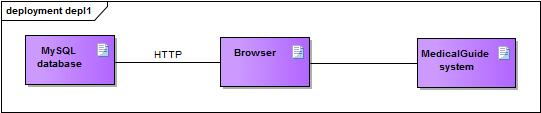 deployment depl1
MySQL
database
HTTP
Browser
MedicalGuide
system